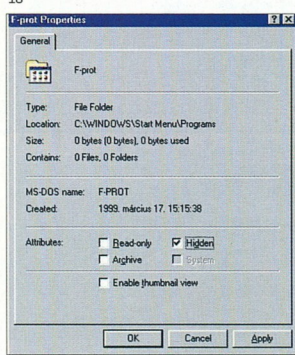 18
F-prot Properties
General
F-prot
Type: File Folder
Location: C:\WINDOWS\Start Menu\Programs
Size: 0 bytes (0 bytes), 0 bytes used
Contains: 0 Files, 0 Folders
MS-DOS name: F-PROT
Created: 1999. március 17. 15:15:38
Attributes: Read-only Hidden
Archive System
Enable thumbnail view
OK Cancel Apply